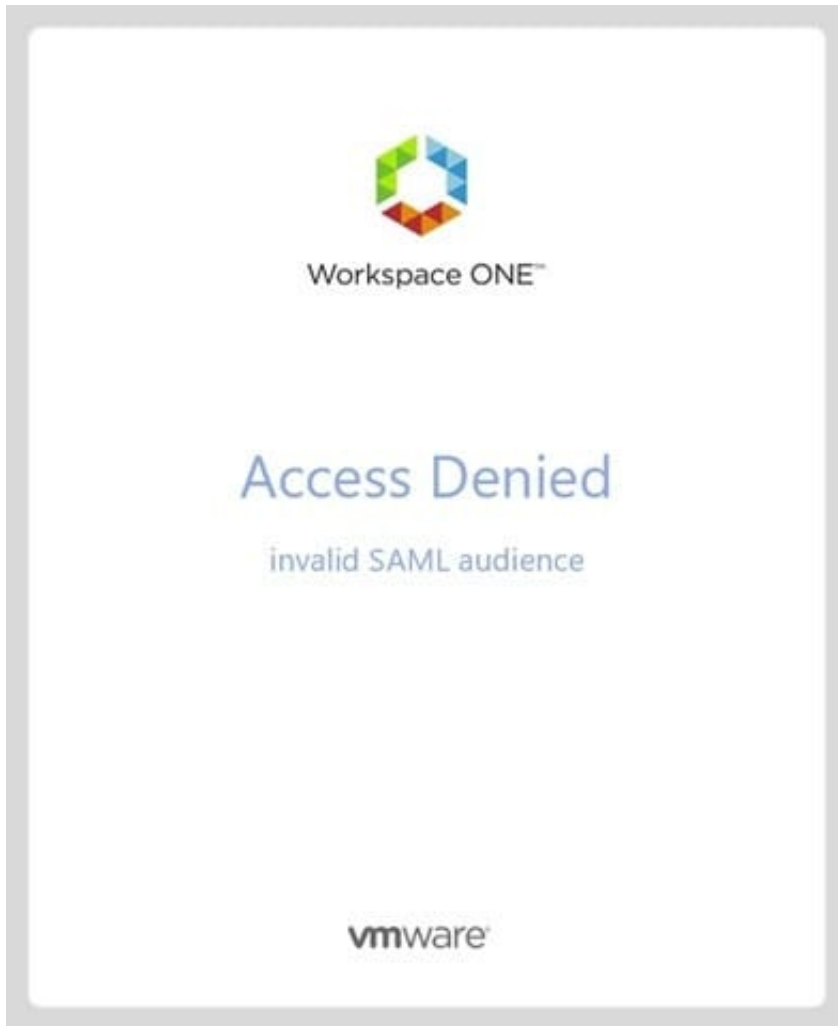 Workspace ONE™
Access Denied
invalid SAML audience
vmware®